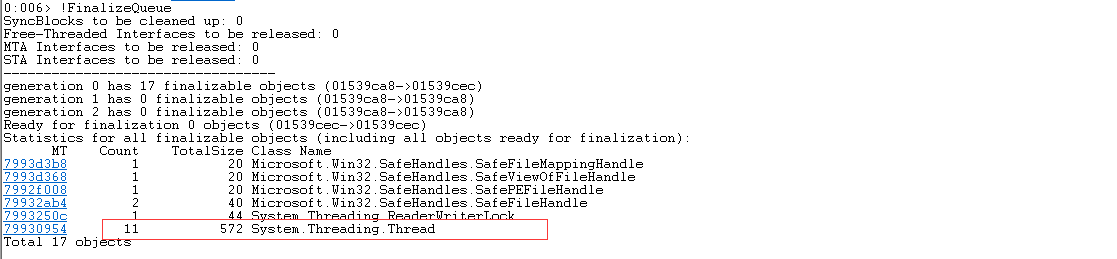 0:006> !FinalizeQueue
SyncBlocks to be cleaned up: 0
Free-Threaded Interfaces to be released: 0
MTA Interfaces to be released: 0
STA Interfaces to be released: 0
----------------------------------
generation 0 has 17 finalizable objects (01539ca8->01539cec)
generation 1 has 0 finalizable objects (01539ca8->01539ca8)
generation 2 has 0 finalizable objects (01539ca8->01539ca8)
Ready for finalization 0 objects (01539cec->01539cec)
Statistics for all finalizable objects (including all objects ready for finalization):
MT Count TotalSize Class Name
7993d3b8 1 20 Microsoft.Win32.SafeHandles.SafeFileMappingHandle
7993d368 1 20 Microsoft.Win32.SafeHandles.SafeViewOfFileHandle
7992f008 1 20 Microsoft.Win32.SafeHandles.SafePEFileHandle
79932ab4 2 40 Microsoft.Win32.SafeHandles.SafeFileHandle
7993250c 1 44 System.Threading.ReaderWriterLock
79930954 11 572 System.Threading.Thread
Total 17 objects